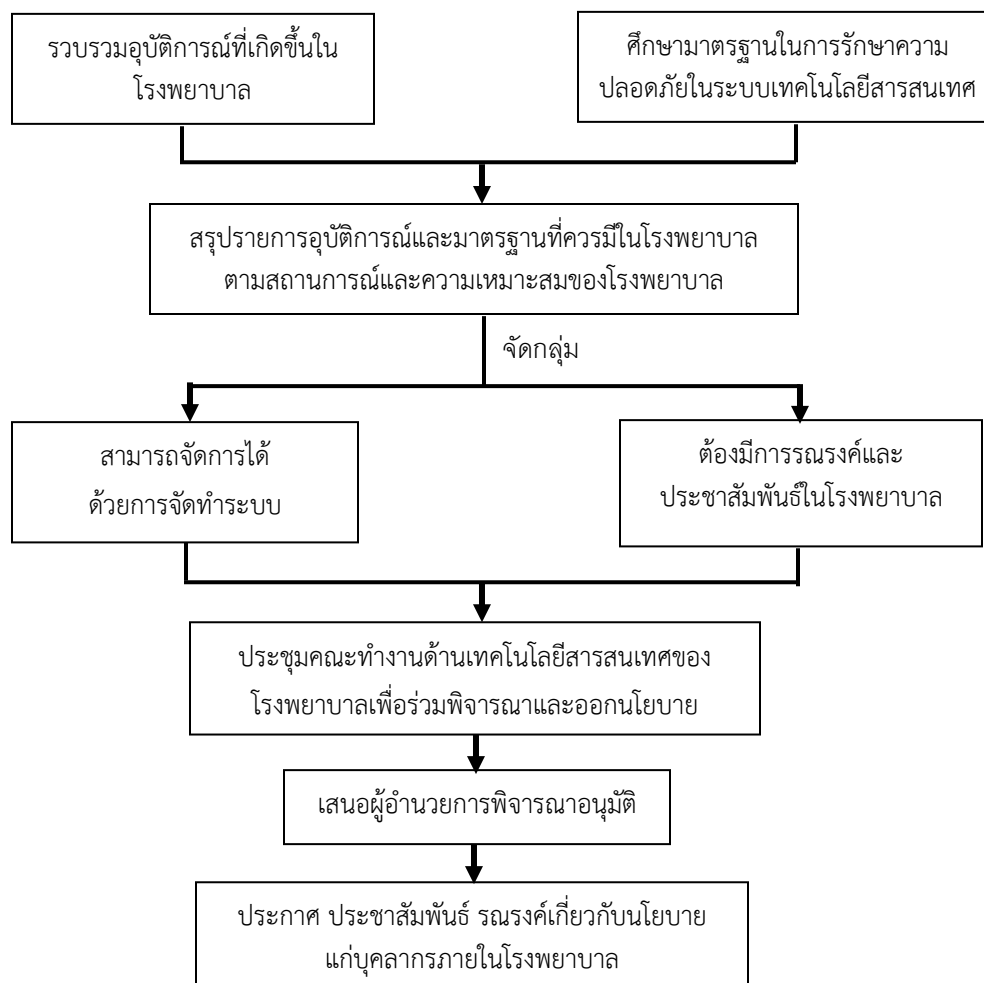 รวบรวมอุบัติการณ์ที่เกิดขึ้นใน
โรงพยาบาล
ศึกษามาตรฐานในการรักษาความ
ปลอดภัยในระบบเทคโนโลยีสารสนเทศ
สรุปรายการอุบัติการณ์และมาตรฐานที่ควรมีในโรงพยาบาล
ตามสถานการณ์และความเหมาะสมของโรงพยาบาล
จัดกลุ่ม
สามารถจัดการได้
ด้วยการจัดทำระบบ
ต้องมีการรณรงค์และ
ประชาสัมพันธ์ในโรงพยาบาล
ประชุมคณะทำงานด้านเทคโนโลยีสารสนเทศของ
โรงพยาบาลเพื่อร่วมพิจารณาและออกนโยบาย
เสนอผู้อำนวยการพิจารณาอนุมัติ
ประกาศ ประชาสัมพันธ์ รณรงค์เกี่ยวกับนโยบาย
แก่บุคลากรภายในโรงพยาบาล